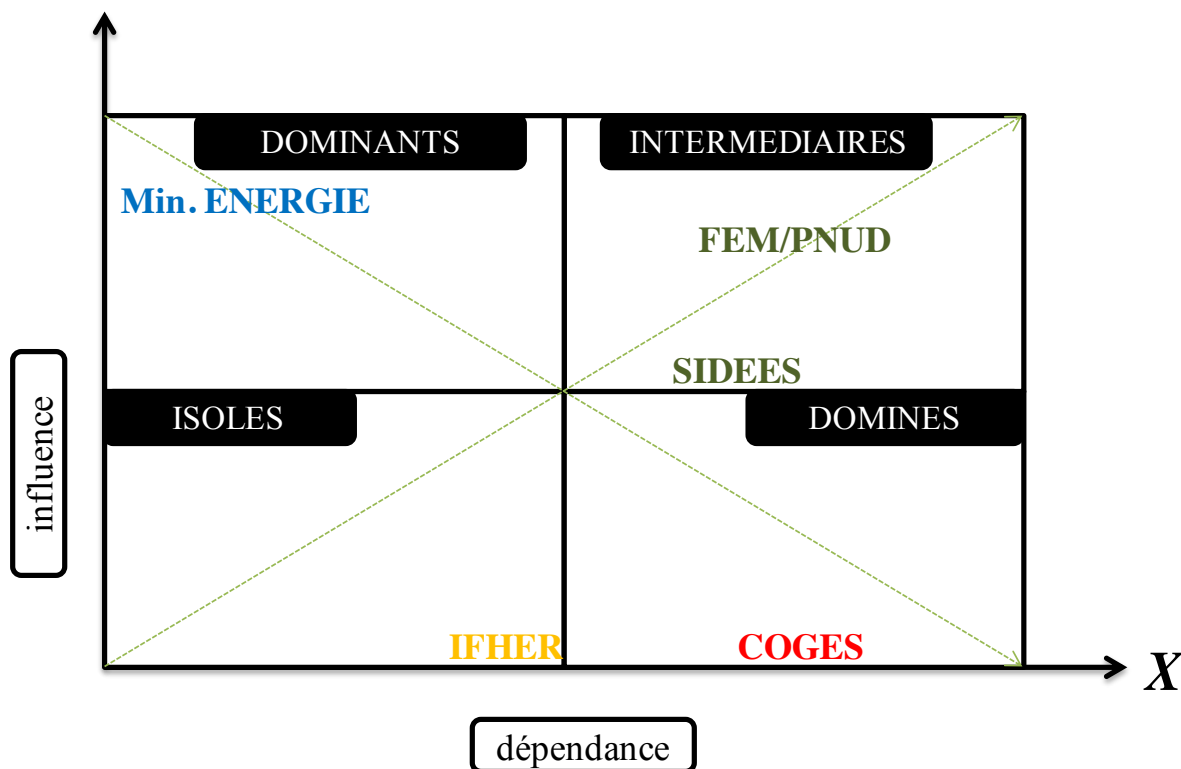 DOMINANTS
INTERMEDIAIRES
Min. ENERGIE
FEM/PNUD
SIDEES
ISOLES
DOMINES
influence
IFHER
COGES
X
dépendance